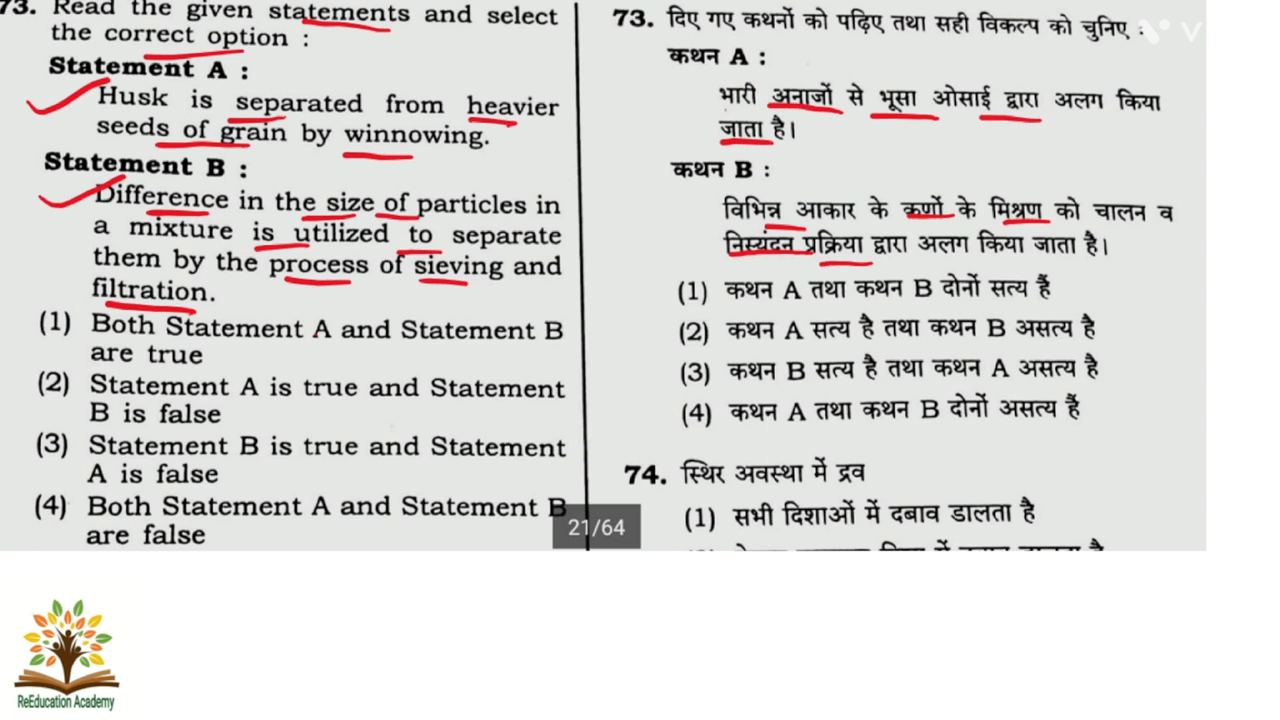 73. Read the given statements and select
the correct option :
Statement A :
Husk is separated from heavier
seeds of grain by winnowing.
Statement B :
Difference in the size of particles in
a mixture is utilized to separate
them by the process of sieving and
filtration.
(1) Both Statement A and Statement B
are true
(2) Statement A is true and Statement
B is false
(3) Statement B is true and Statement
A is false
(4) Both Statement A and Statement B
are false
21/64
73. दिए गए कथनों को पढ़िए तथा सही विकल्प को चुनिए :
V
कथन A :
भारी अनाजों से भूसा ओसाई द्वारा अलग किया
जाता है।
कथन B :
विभिन्न आकार के कणों के मिश्रण को चालन व
निस्यंदन प्रक्रिया द्वारा अलग किया जाता है।
(1) कथन A तथा कथन B दोनों सत्य हैं
(2) कथन A सत्य है तथा कथन B असत्य है
(3) कथन B सत्य है तथा कथन A असत्य है
(4) कथन A तथा कथन B दोनों असत्य हैं
74. स्थिर अवस्था में द्रव
(1) सभी दिशाओं में दबाव डालता है
ReEducation Academy